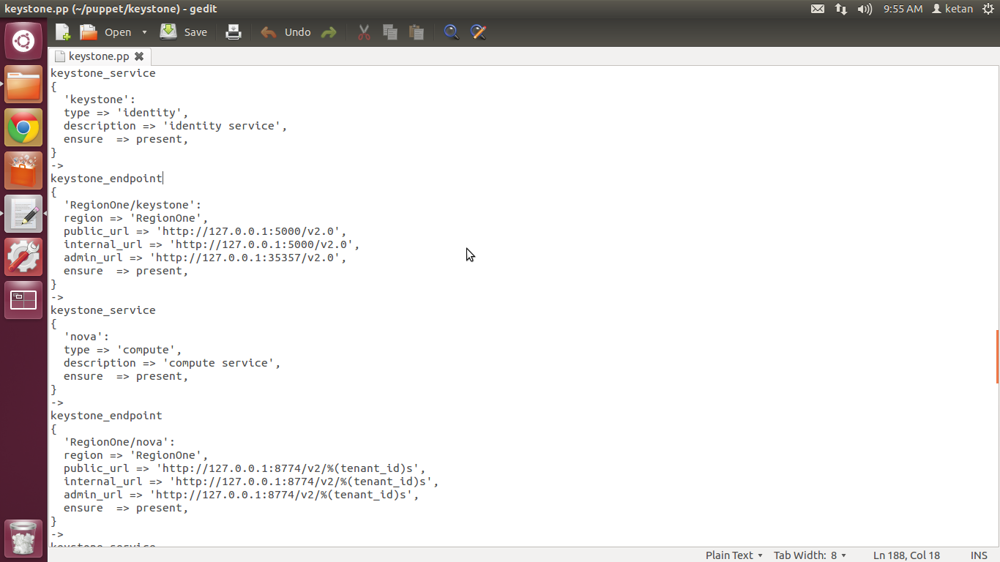 keystone.pp (~/puppet/keystone) - gedit
9:55 AM
ketan
Open
Save
Undo
keystone.pp
keystone_service
{
  'keystone':
  type => 'identity',
  description => 'identity service',
  ensure  => present,
}
->
keystone_endpoint
{
  'RegionOne/keystone':
  region => 'RegionOne',
  public_url => 'http://127.0.0.1:5000/v2.0',
  internal_url => 'http://127.0.0.1:5000/v2.0',
  admin_url => 'http://127.0.0.1:35357/v2.0',
  ensure  => present,
}
->
keystone_service
{
  'nova':
  type => 'compute',
  description => 'compute service',
  ensure  => present,
}
->
keystone_endpoint
{
  'RegionOne/nova':
  region => 'RegionOne',
  public_url => 'http://127.0.0.1:8774/v2/%(tenant_id)s',
  internal_url => 'http://127.0.0.1:8774/v2/%(tenant_id)s',
  admin_url => 'http://127.0.0.1:8774/v2/%(tenant_id)s',
  ensure  => present,
}
->
keystone_service
Plain Text
Tab Width: 8
Ln 188, Col 18
INS